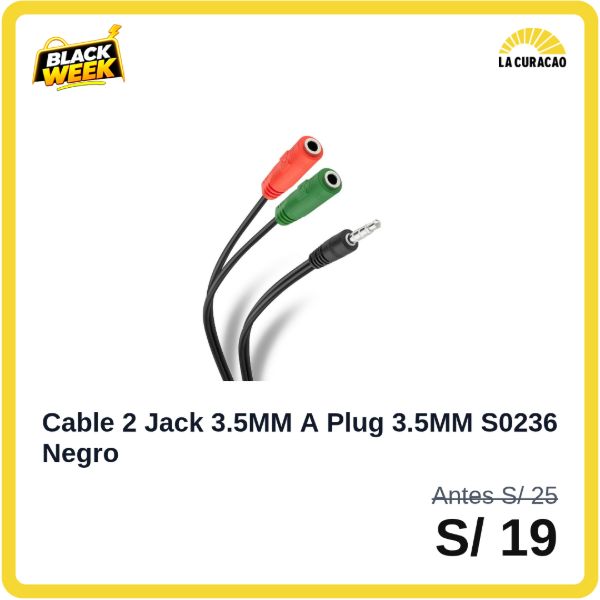 BLACK
WEEK
LA CURACAO
Cable 2 Jack 3.5MM A Plug 3.5MM S0236
Negro
Antes S/ 25
S/ 19